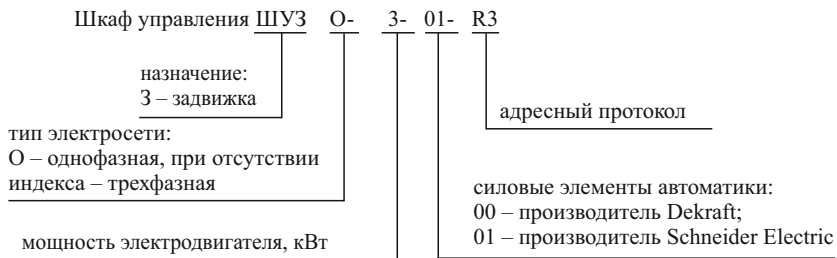 Шкаф управления ШУЗ О- 3- 01- R3
назначение:
З – задвижка
адресный протокол
тип электросети:
О – однофазная, при отсутствии
индекса – трехфазная
силовые элементы автоматики:
00 – производитель Dekraft;
01 – производитель Schneider Electric
мощность электродвигателя, кВт